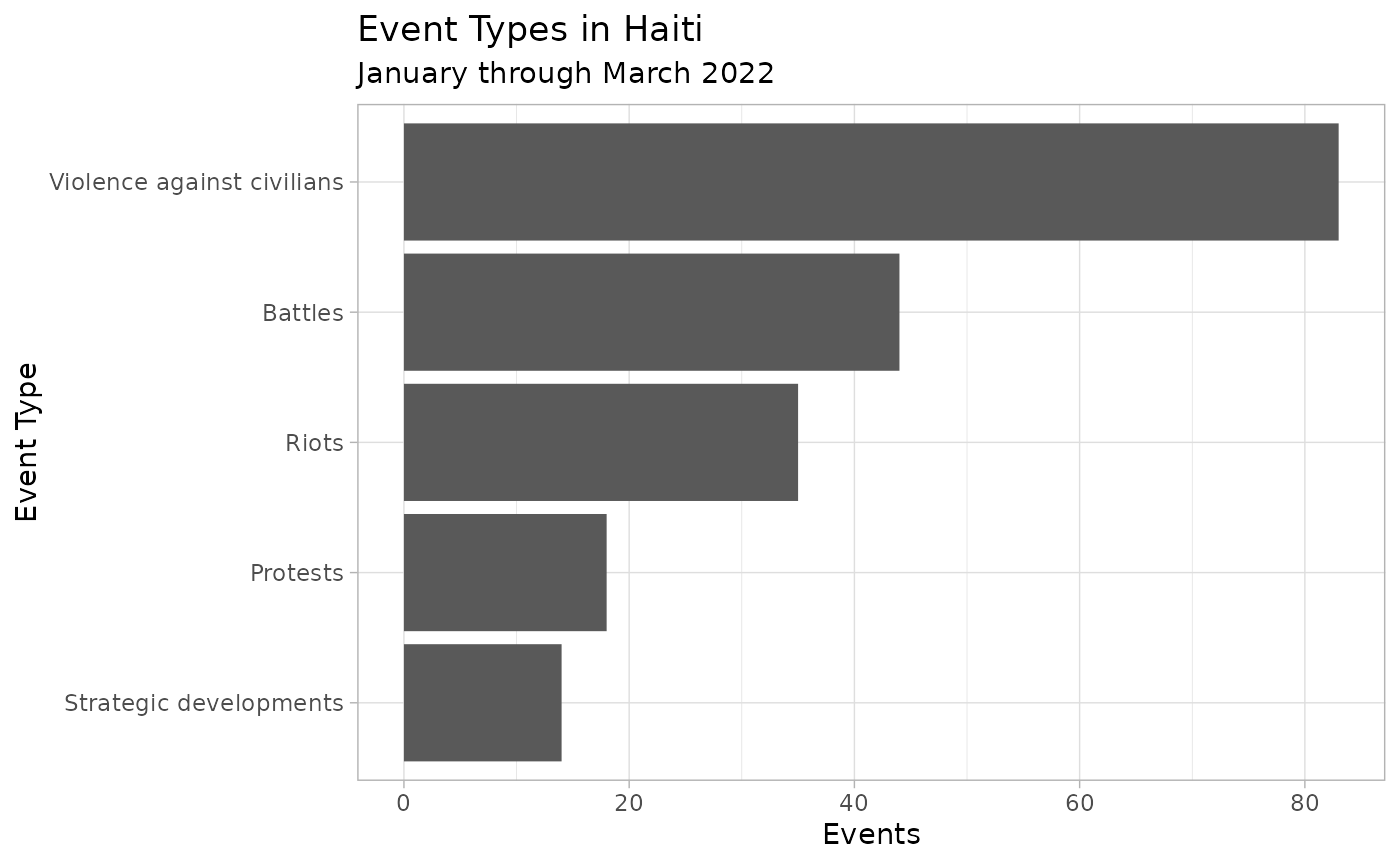 Event Types in Haiti
January through March 2022
Event Type
Violence against civilians
Battles
Riots
Protests
Strategic developments
0 20 40 60 80
Events